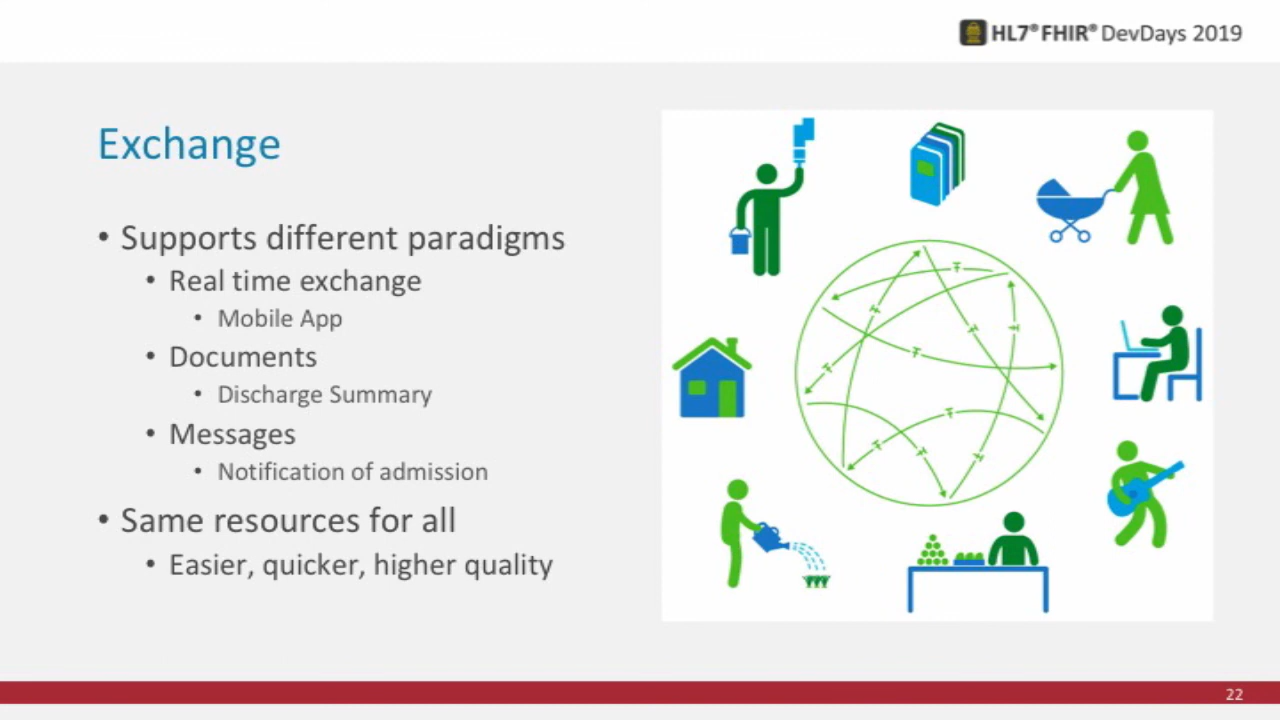 HL7® FHIR® DevDays 2019
Exchange
• Supports different paradigms
• Real time exchange
• Mobile App
• Documents
• Discharge Summary
• Messages
• Notification of admission
• Same resources for all
• Easier, quicker, higher quality
22